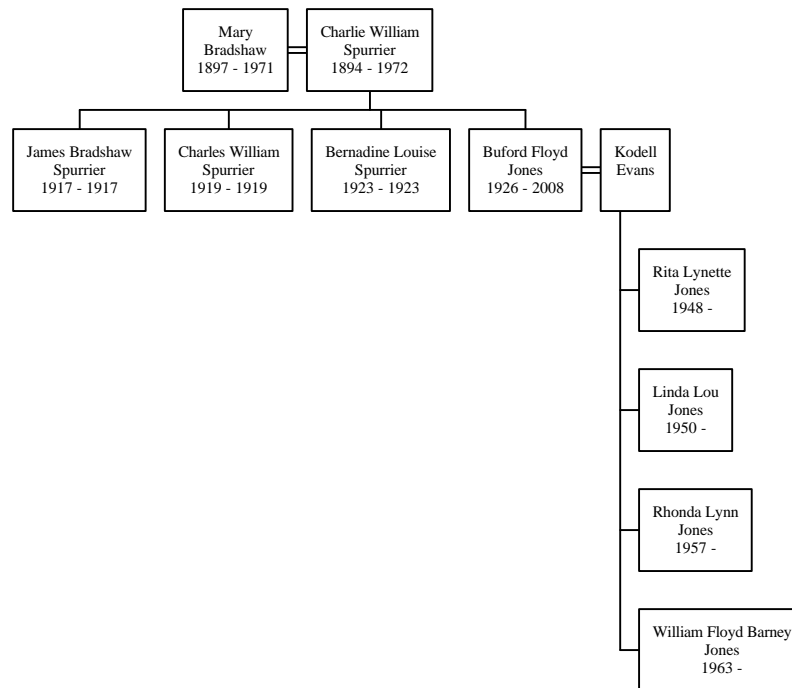 Mary
Bradshaw
1897 - 1971
Charlie William
Spurrier
1894 - 1972
James Bradshaw
Spurrier
1917 - 1917
Charles William
Spurrier
1919 - 1919
Bernadine Louise
Spurrier
1923 - 1923
Buford Floyd
Jones
1926 - 2008
Kodell
Evans
Rita Lynette
Jones
1948 -
Linda Lou
Jones
1950 -
Rhonda Lynn
Jones
1957 -
William Floyd Barney
Jones
1963 -